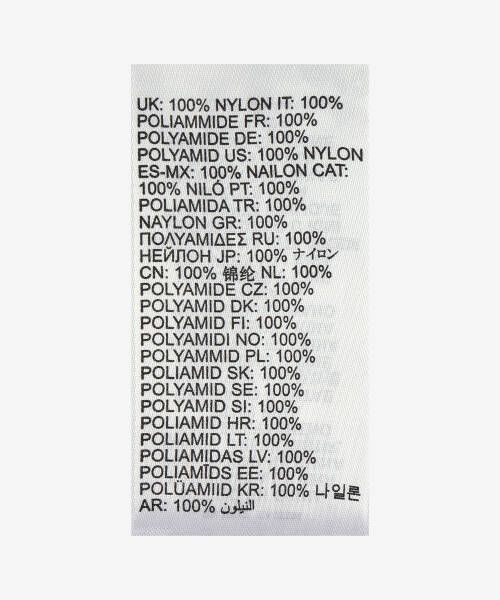 UK: 100% NYLON IT: 100%
POLIAMMIDE FR: 100%
POLYAMIDE DE: 100%
POLYAMID US: 100% NYLON
ES-MX: 100% NAILON CAT:
100% NILÓ PT: 100%
POLIAMIDA TR: 100%
NAYLON GR: 100%
ΠΟΛΥΑΜΙΔΕΣ RU: 100%
НЕЙЛОН JP: 100% ナイロン
CN: 100% 锦纶 NL: 100%
POLYAMIDE CZ: 100%
POLYAMID DK: 100%
POLYAMID FI: 100%
POLYAMIDI NO: 100%
POLYAMMID PL: 100%
POLIAMID SK: 100%
POLYAMID SE: 100%
POLYAMID SI: 100%
POLIAMID HR: 100%
POLIAMID LT: 100%
POLIAMIDAS LV: 100%
POLIAMĪDS EE: 100%
POLÜAMIID KR: 100% 나일론
AR: 100% النيلون